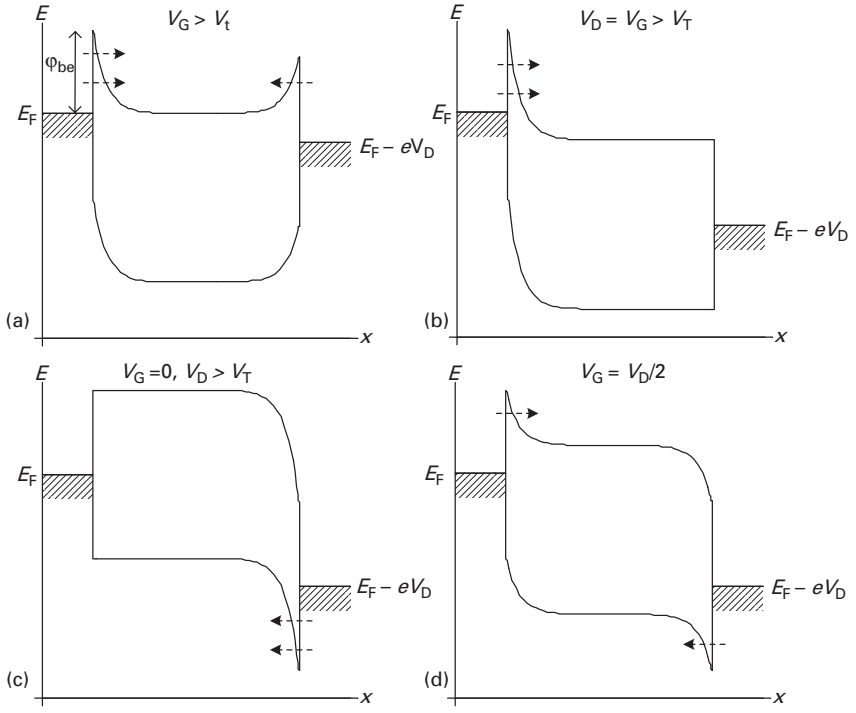 E
V_G > V_t
φ_be
E_F
E_F – eV_D
(a)
x
E
V_D = V_G > V_T
E_F
E_F – eV_D
(b)
x
E
V_G =0, V_D > V_T
E_F
E_F – eV_D
(c)
x
E
V_G = V_D/2
E_F
E_F – eV_D
(d)
x